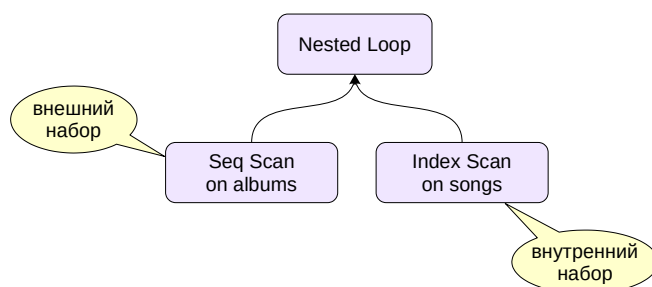 Nested Loop
внешний
набор
Seq Scan
on albums
Index Scan
on songs
внутренний
набор